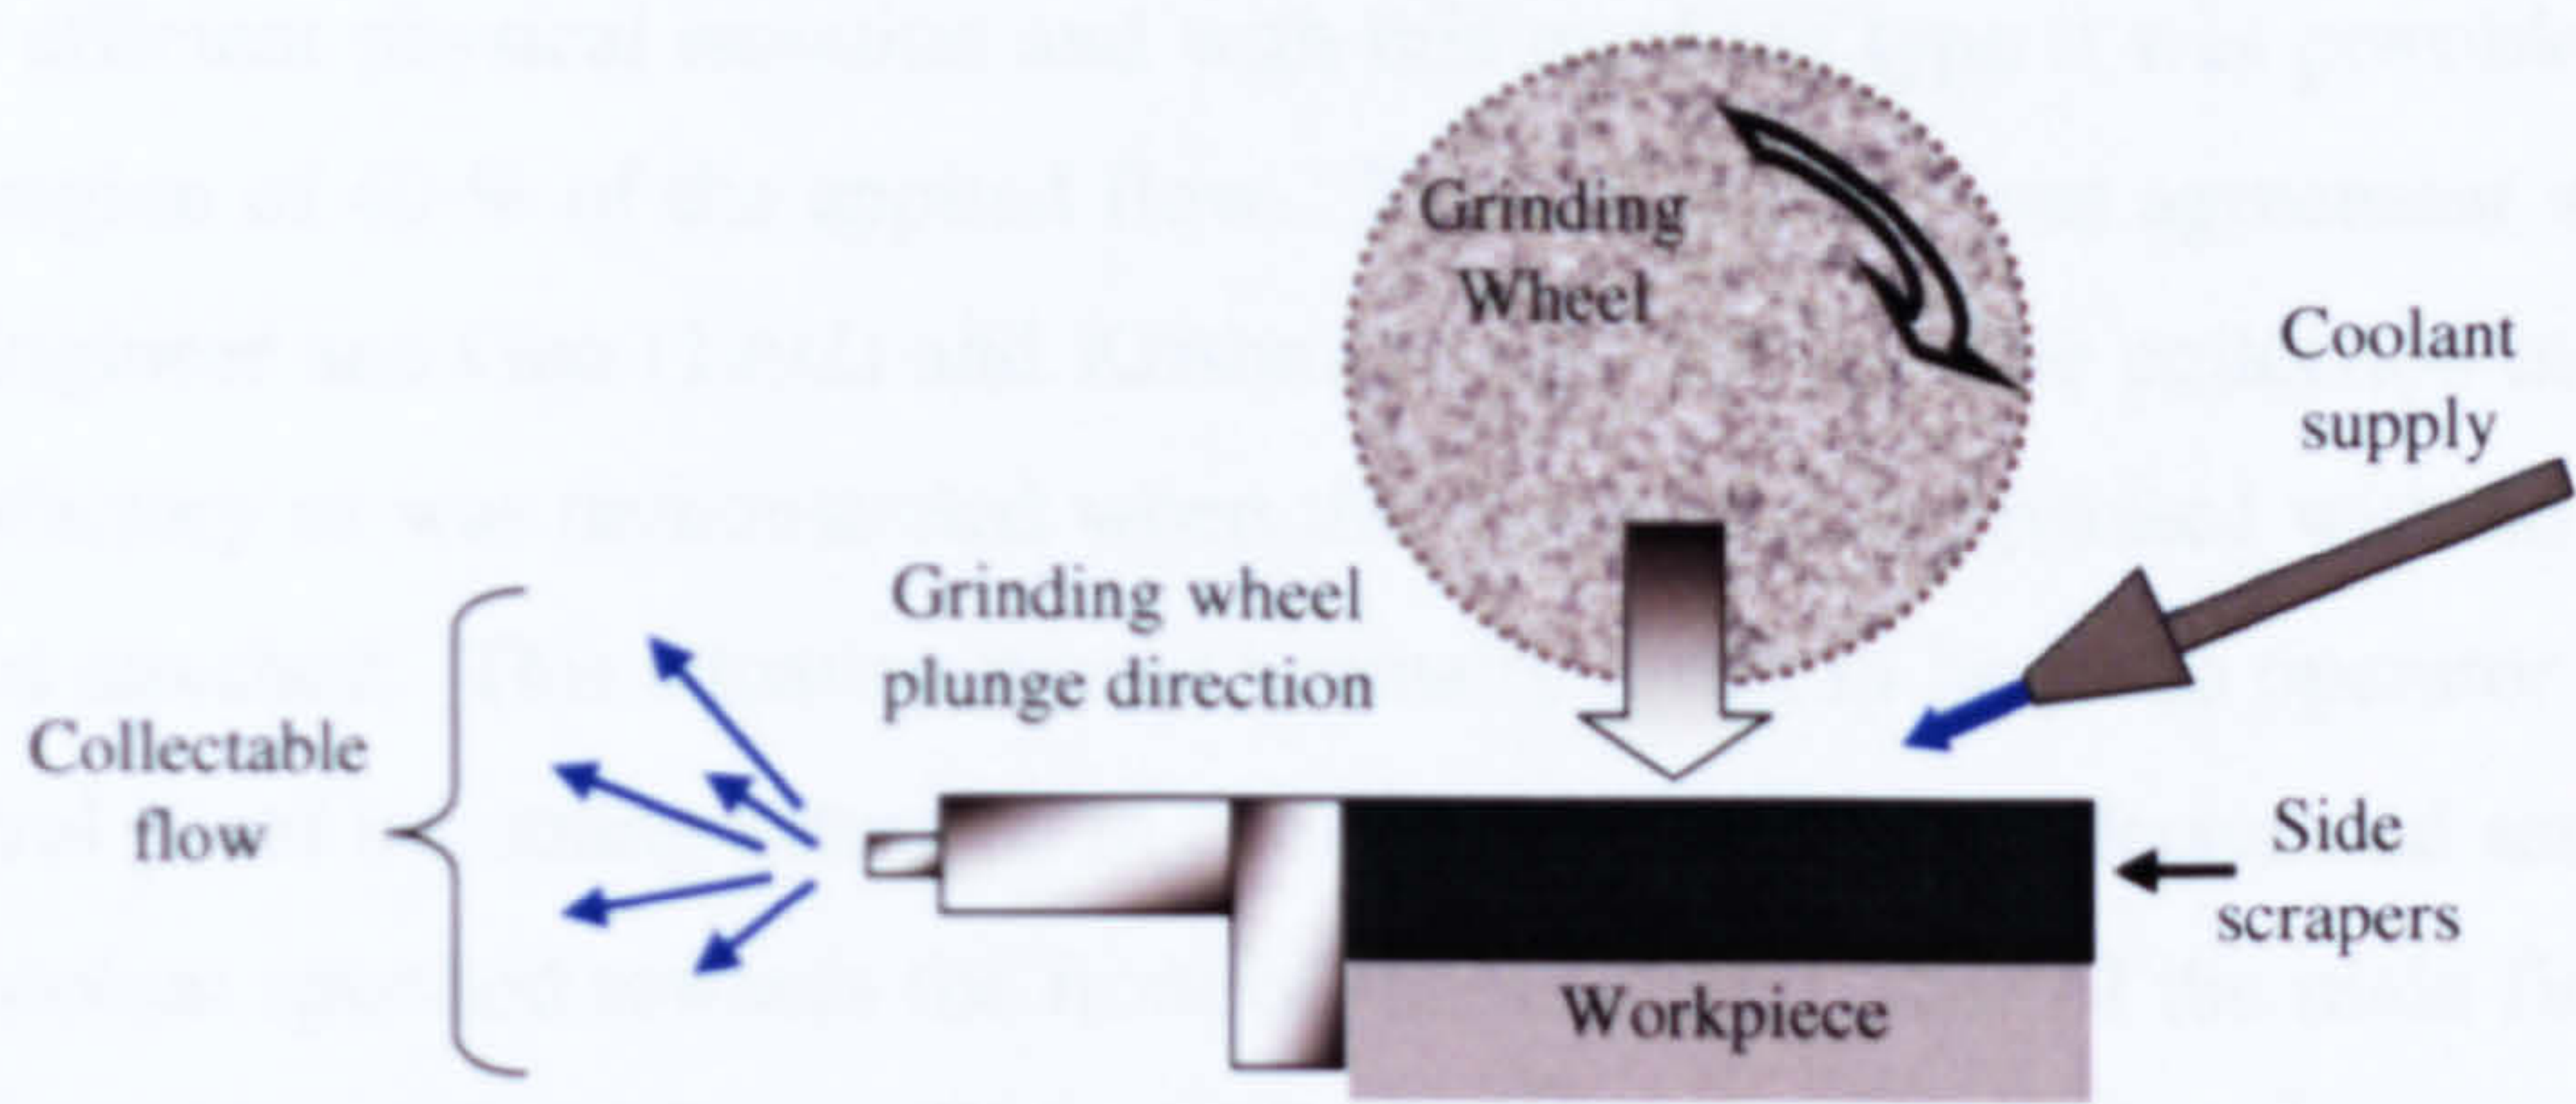 Grinding
Wheel
Coolant
supply
Grinding wheel
plunge direction
Collectable
flow
Side
scrapers
Workpiece